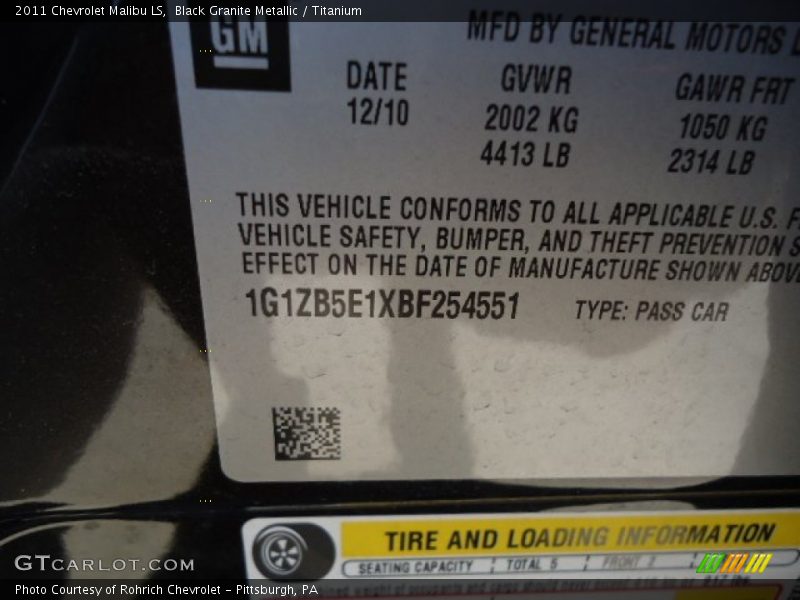 2011 Chevrolet Malibu LS, Black Granite Metallic / Titanium
GM
MFD BY GENERAL MOTORS
DATE GVWR GAWR FRT
12/10 2002 KG 1050 KG
4413 LB 2314 LB
THIS VEHICLE CONFORMS TO ALL APPLICABLE U.S.
VEHICLE SAFETY, BUMPER, AND THEFT PREVENTION
EFFECT ON THE DATE OF MANUFACTURE SHOWN ABOVE
1G1ZB5E1XBF254551 TYPE: PASS CAR
TIRE AND LOADING INFORMATION
SEATING CAPACITY TOTAL 5 FRONT 2
GTCARLOT.COM
Photo Courtesy of Rohrich Chevrolet - Pittsburgh, PA